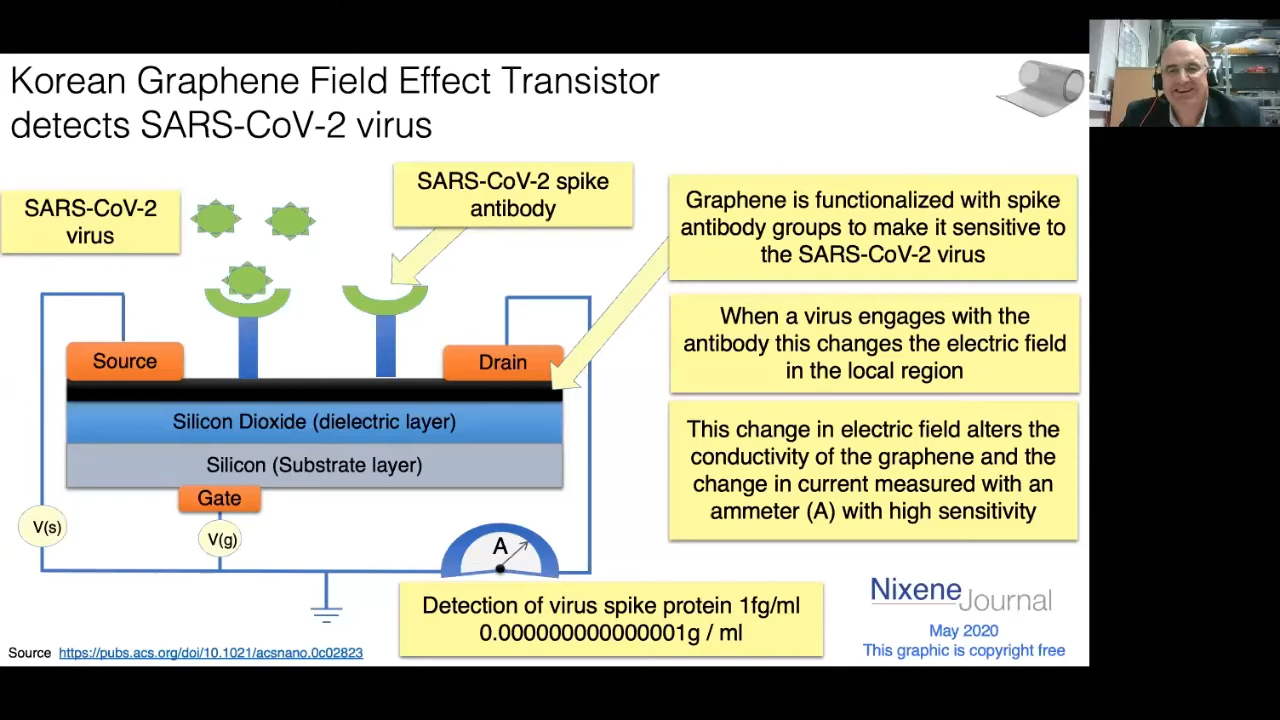 Korean Graphene Field Effect Transistor
detects SARS-CoV-2 virus
SARS-CoV-2
virus
SARS-CoV-2 spike
antibody
Graphene is functionalized with spike
antibody groups to make it sensitive to
the SARS-CoV-2 virus
When a virus engages with the
antibody this changes the electric field
in the local region
This change in electric field alters the
conductivity of the graphene and the
change in current measured with an
ammeter (A) with high sensitivity
Source
Drain
Silicon Dioxide (dielectric layer)
Silicon (Substrate layer)
Gate
V(s)
V(g)
A
Detection of virus spike protein 1fg/ml
0.000000000000001g / ml
Nixene
Journal
May 2020
This graphic is copyright free
Source https://pubs.acs.org/doi/10.1021/acsnano.0c02823